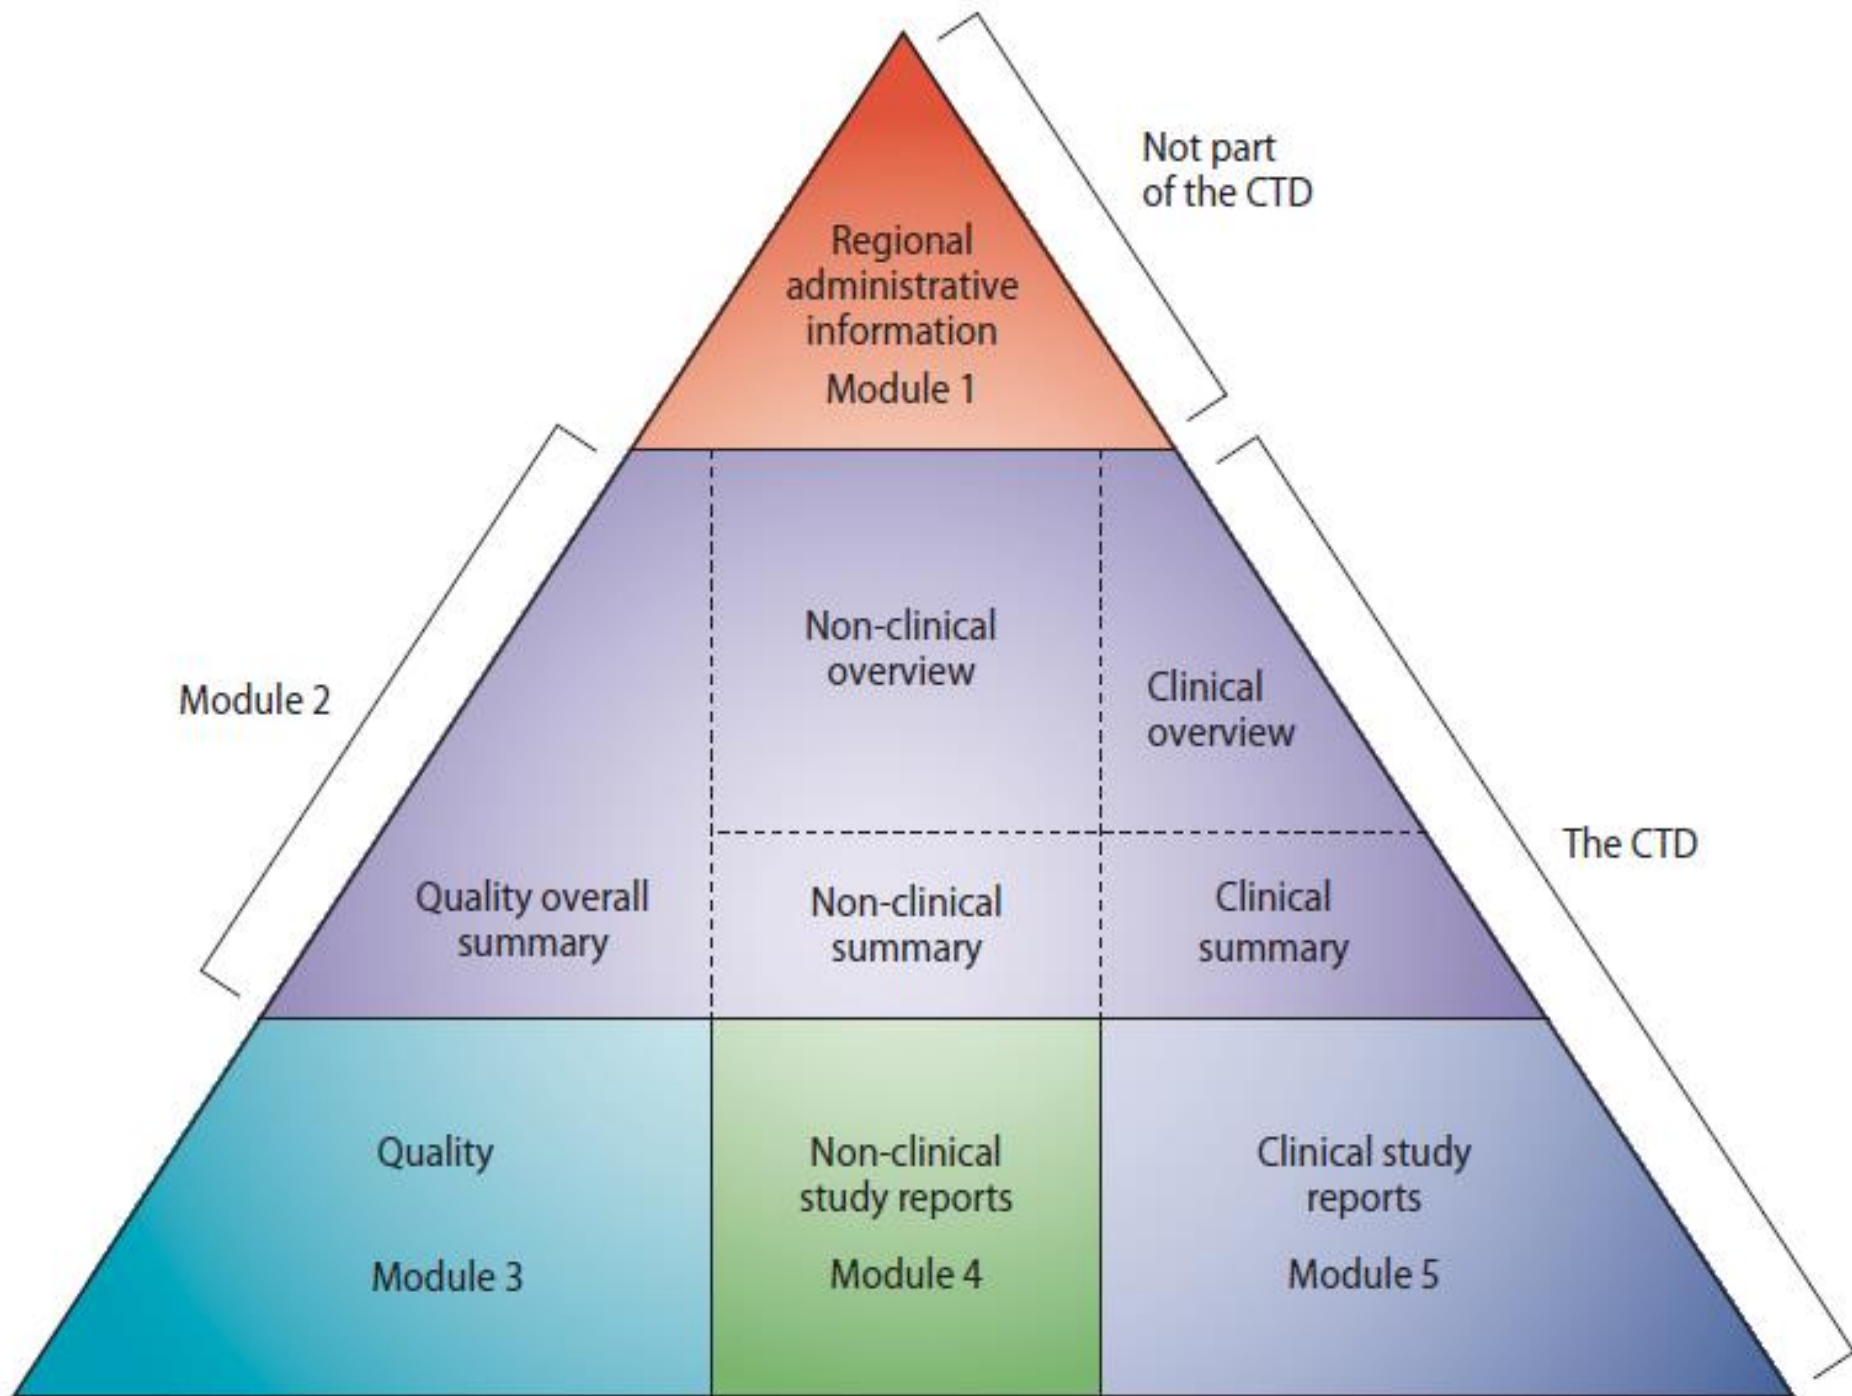 Not part
of the CTD
Regional
administrative
information
Module 1
Module 2
Non-clinical
overview
Clinical
overview
The CTD
Quality overall
summary
Non-clinical
summary
Clinical
summary
Quality
Module 3
Non-clinical
study reports
Module 4
Clinical study
reports
Module 5